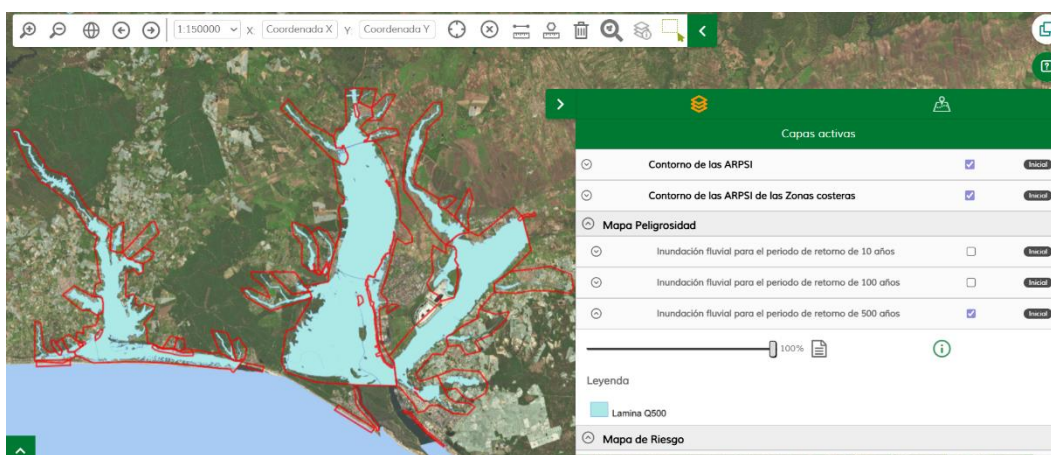 1:150000 X: Coordenada X Y: Coordenada Y
Capas activas
Contorno de las ARPSI Inicial
Contorno de las ARPSI de las Zonas costeras Inicial
Mapa Peligrosidad
Inundación fluvial para el periodo de retorno de 10 años Inicial
Inundación fluvial para el periodo de retorno de 100 años Inicial
Inundación fluvial para el periodo de retorno de 500 años Inicial
100%
Leyenda
Lamina Q500
Mapa de Riesgo